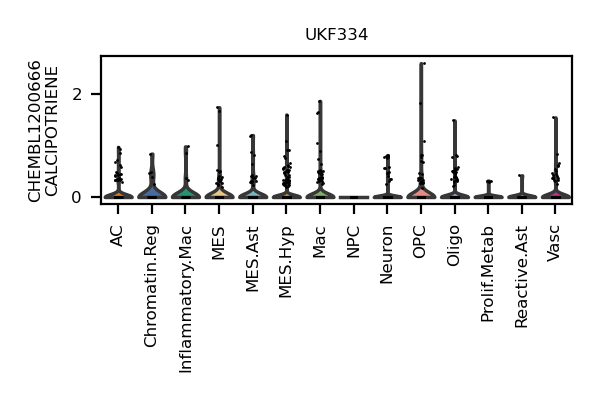 UKF334
CHEMBL1200666
CALCIPOTRIENE
2
0
AC
Chromatin.Reg
Inflammatory.Mac
MES
MES.Ast
MES.Hyp
Mac
NPC
Neuron
OPC
Oligo
Prolif.Metab
Reactive.Ast
Vasc